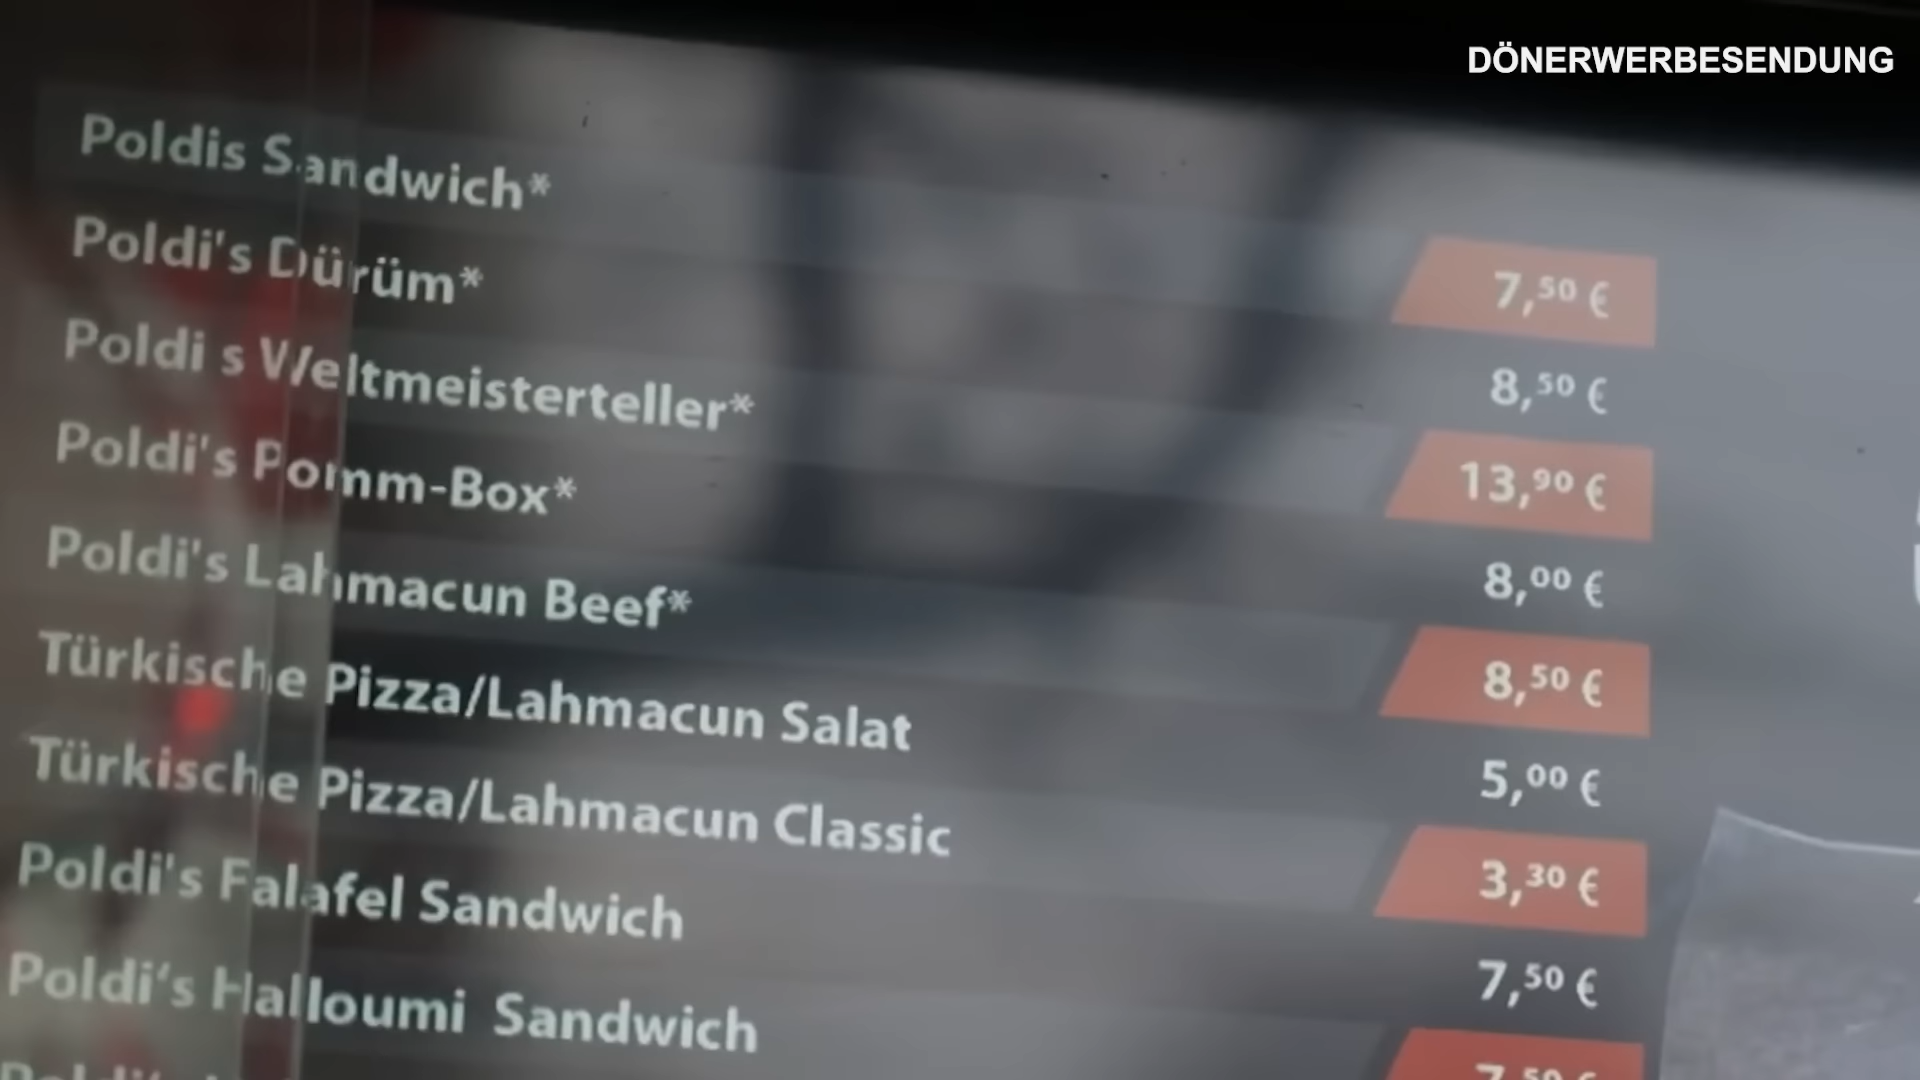 DÖNERWERBESENDUNG
Poldis Sandwich* 7,50 €
Poldi's Dürüm* 8,50 €
Poldi s Weltmeisterteller* 13,90 €
Poldi's Pomm-Box* 8,00 €
Poldi's Lahmacun Beef* 8,50 €
Türkische Pizza/Lahmacun Salat 5,00 €
Türkische Pizza/Lahmacun Classic 3,30 €
Poldi's Falafel Sandwich 7,50 €
Poldi's Halloumi Sandwich 7,50 €